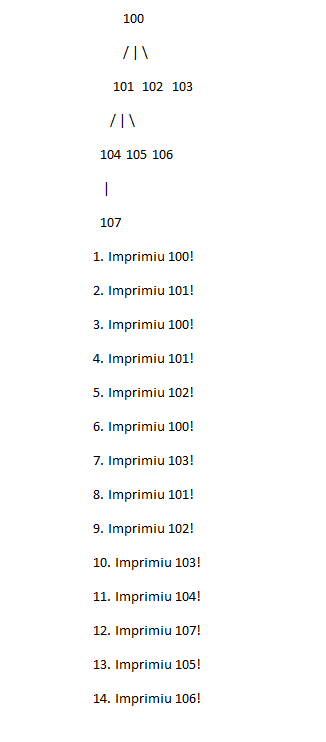 100
/ | \
101 102 103
/ | \
104 105 106
|
107
1. Imprimiu 100!
2. Imprimiu 101!
3. Imprimiu 100!
4. Imprimiu 101!
5. Imprimiu 102!
6. Imprimiu 100!
7. Imprimiu 103!
8. Imprimiu 101!
9. Imprimiu 102!
10. Imprimiu 103!
11. Imprimiu 104!
12. Imprimiu 107!
13. Imprimiu 105!
14. Imprimiu 106!